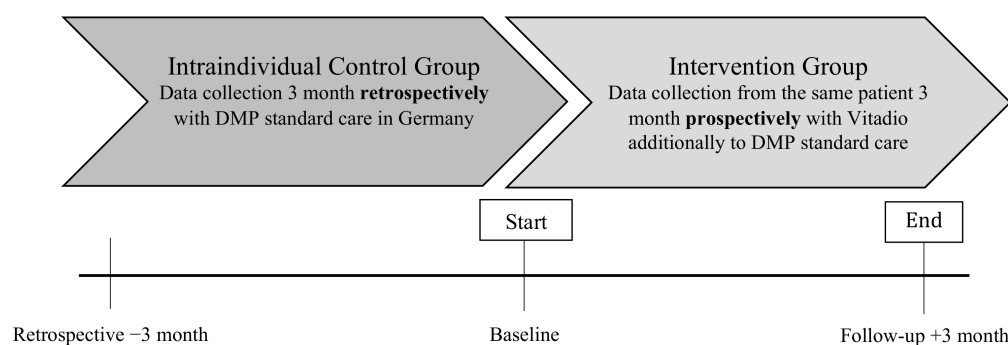 Intraindividual Control Group
Data collection 3 month retrospectively
with DMP standard care in Germany
Intervention Group
Data collection from the same patient 3
month prospectively with Vitadio
additionally to DMP standard care
Start
End
Retrospective −3 month
Baseline
Follow-up +3 month